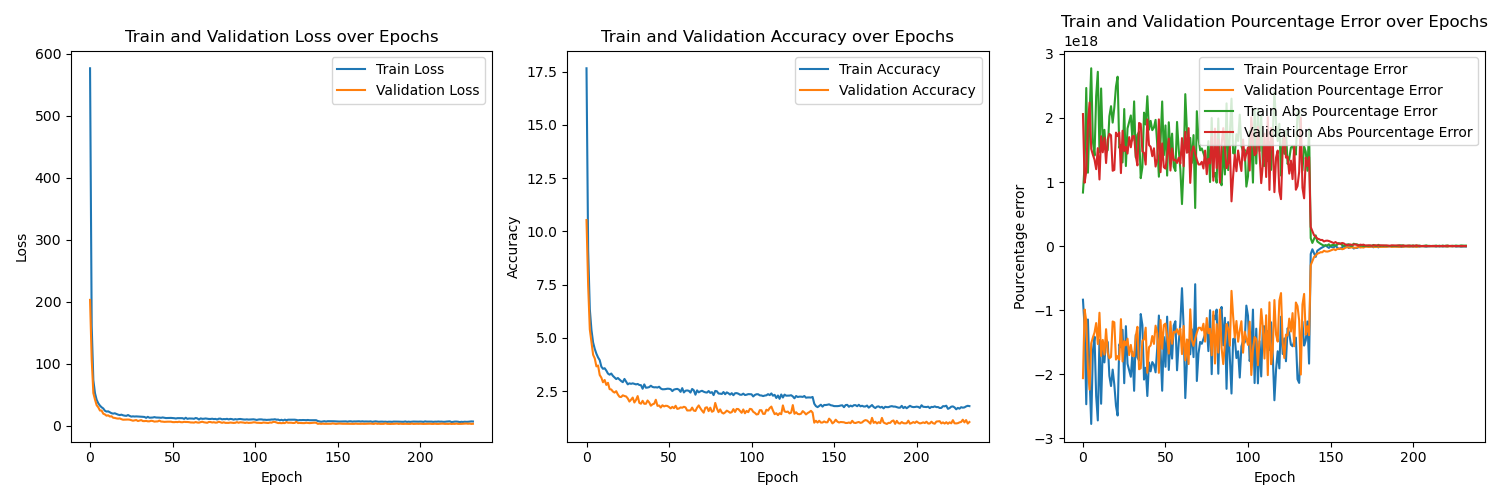 Train and Validation Loss over Epochs
600
500
400
300
200
100
0
Loss
0
50
100
150
200
Epoch
Train Loss
Validation Loss
Train and Validation Accuracy over Epochs
17.5
15.0
12.5
10.0
7.5
5.0
2.5
Accuracy
0
50
100
150
200
Epoch
Train Accuracy
Validation Accuracy
Train and Validation Pourcentage Error over Epochs
1e18
3
2
1
0
−1
−2
−3
Pourcentage error
0
50
100
150
200
Epoch
Train Pourcentage Error
Validation Pourcentage Error
Train Abs Pourcentage Error
Validation Abs Pourcentage Error